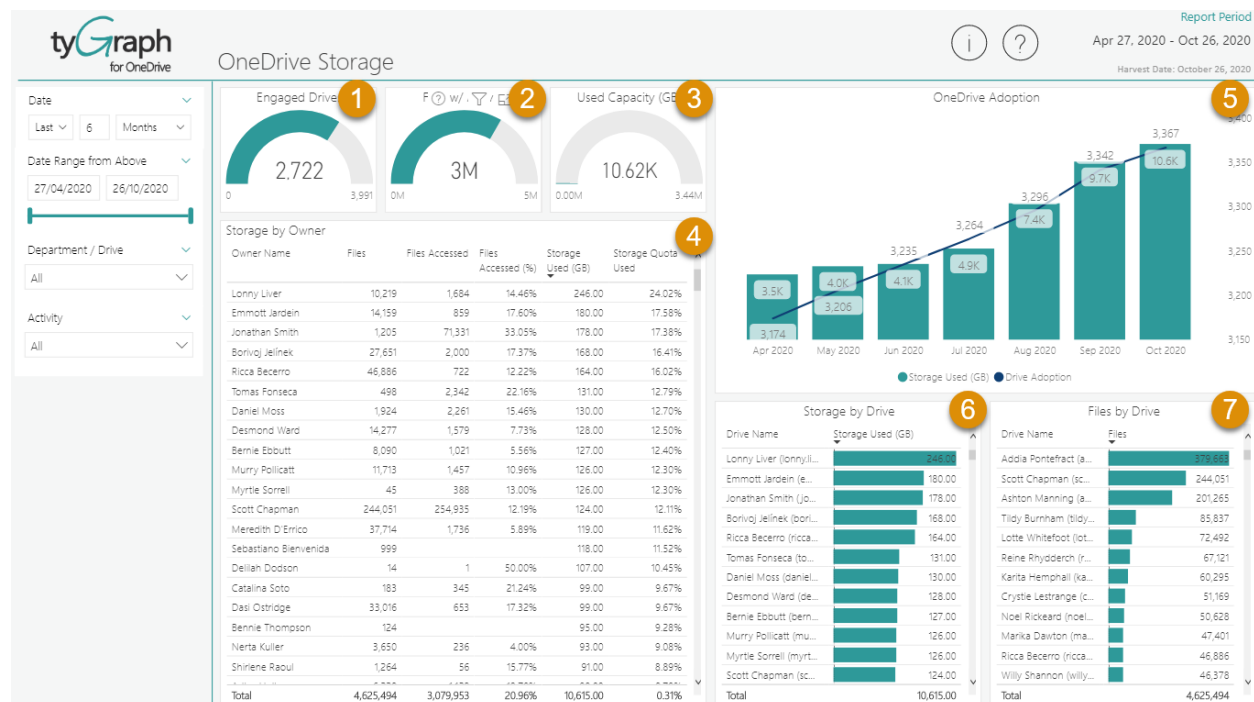 tyGraph
for OneDrive
OneDrive Storage
i
?
Report Period
Apr 27, 2020 - Oct 26, 2020
Harvest Date: October 26, 2020
Date
Last 6 Months
Date Range from Above
27/04/2020 26/10/2020
Department / Drive
All
Activity
All
Engaged Drive 1
2,722
0 3,991
F ? w/ . / 2
3M
0M 5M
Used Capacity (GB 3
10.62K
0.00M 3.44M
Storage by Owner 4
Owner Name Files Files Accessed Files Accessed (%) Storage Used (GB) Storage Quota Used
Lonny Liver 10,219 1,684 14.46% 246.00 24.02%
Emmott Jardein 14,159 859 17.60% 180.00 17.58%
Jonathan Smith 1,205 71,331 33.05% 178.00 17.38%
Borivoj Jelínek 27,651 2,000 17.37% 168.00 16.41%
Ricca Becerro 46,886 722 12.22% 164.00 16.02%
Tomas Fonseca 498 2,342 22.16% 131.00 12.79%
Daniel Moss 1,924 2,261 15.46% 130.00 12.70%
Desmond Ward 14,277 1,579 7.73% 128.00 12.50%
Bernie Ebbutt 8,090 1,021 5.56% 127.00 12.40%
Murry Pollicatt 11,713 1,457 10.96% 126.00 12.30%
Myrtie Sorrell 45 388 13.00% 126.00 12.30%
Scott Chapman 244,051 254,935 12.19% 124.00 12.11%
Meredith D'Errico 37,714 1,736 5.89% 119.00 11.62%
Sebastiano Bienvenida 999 118.00 11.52%
Delilah Dodson 14 1 50.00% 107.00 10.45%
Catalina Soto 183 345 21.24% 99.00 9.67%
Dasi Ostridge 33,016 653 17.32% 99.00 9.67%
Bennie Thompson 124 95.00 9.28%
Nerta Kuller 3,650 236 4.00% 93.00 9.08%
Shirlene Raoul 1,264 56 15.77% 91.00 8.89%
Total 4,625,494 3,079,953 20.96% 10,615.00 0.31%
OneDrive Adoption 5
3,400
3,350
3,300
3,250
3,200
3,150
3,367
3,342
3,296
3,264
3,235
3,206
3,174
3.5K 4.0K 4.1K 4.9K 7.4K 9.7K 10.6K
Apr 2020 May 2020 Jun 2020 Jul 2020 Aug 2020 Sep 2020 Oct 2020
Storage Used (GB) Drive Adoption
Storage by Drive 6
Drive Name Storage Used (GB)
Lonny Liver (lonny.li... 246.00
Emmott Jardein (e... 180.00
Jonathan Smith (jo... 178.00
Borivoj Jelínek (bori... 168.00
Ricca Becerro (ricca... 164.00
Tomas Fonseca (to... 131.00
Daniel Moss (daniel... 130.00
Desmond Ward (de... 128.00
Bernie Ebbutt (bern... 127.00
Murry Pollicatt (mu... 126.00
Myrtie Sorrell (myrt... 126.00
Scott Chapman (sc... 124.00
Total 10,615.00
Files by Drive 7
Drive Name Files
Addia Pontefract (a... 379,663
Scott Chapman (sc... 244,051
Ashton Manning (a... 201,265
Tildy Burnham (tildy... 85,837
Lotte Whitefoot (lot... 72,492
Reine Rhydderch (r... 67,121
Karita Hemphall (ka... 60,295
Crystie Lestrange (c... 51,169
Noel Rickeard (noel... 50,628
Marika Dawton (ma... 47,401
Ricca Becerro (ricca... 46,886
Willy Shannon (willy... 46,378
Total 4,625,494